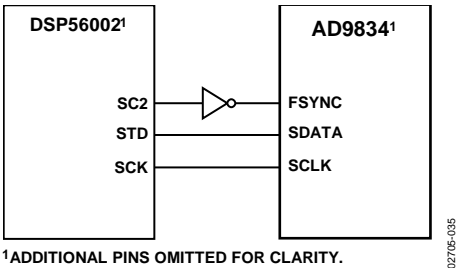 DSP56002¹
AD9834¹
SC2
FSYNC
STD
SDATA
SCK
SCLK
¹ADDITIONAL PINS OMITTED FOR CLARITY.
02705-035